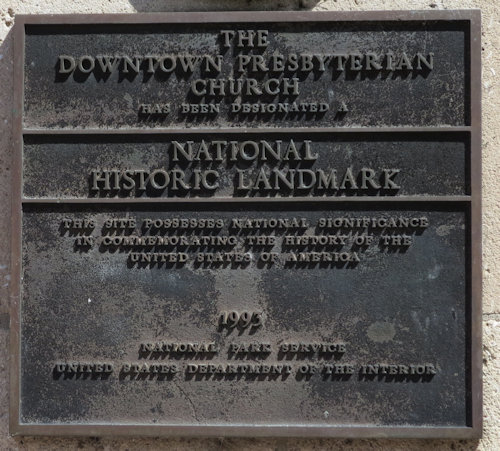 THE
DOWNTOWN PRESBYTERIAN
CHURCH
HAS BEEN DESIGNATED A
NATIONAL
HISTORIC LANDMARK
THIS SITE POSSESSES NATIONAL SIGNIFICANCE
IN COMMEMORATING THE HISTORY OF THE
UNITED STATES OF AMERICA
1995
NATIONAL PARK SERVICE
UNITED STATES DEPARTMENT OF THE INTERIOR